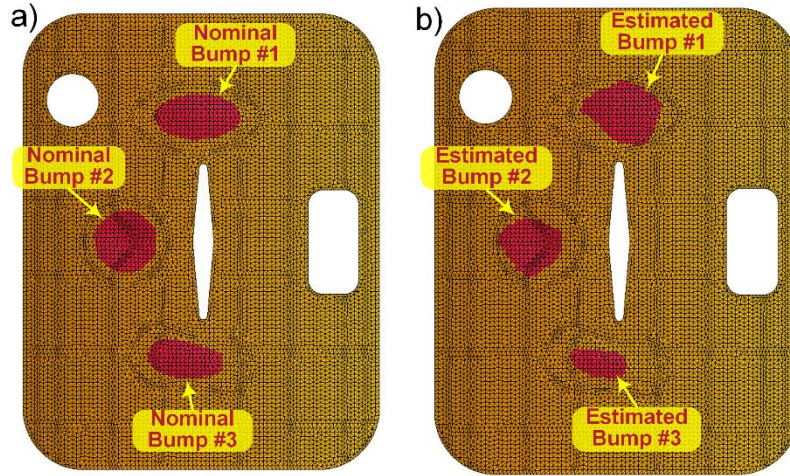 a)
Nominal
Bump #1
Nominal
Bump #2
Nominal
Bump #3
b)
Estimated
Bump #1
Estimated
Bump #2
Estimated
Bump #3